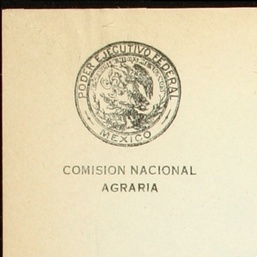 PODER EJECUTIVO FEDERAL
MEXICO
COMISION NACIONAL
AGRARIA